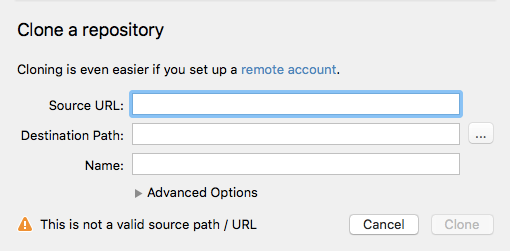 Clone a repository
Cloning is even easier if you set up a remote account.
Source URL:
Destination Path:
...
Name:
Advanced Options
This is not a valid source path / URL
Cancel
Clone